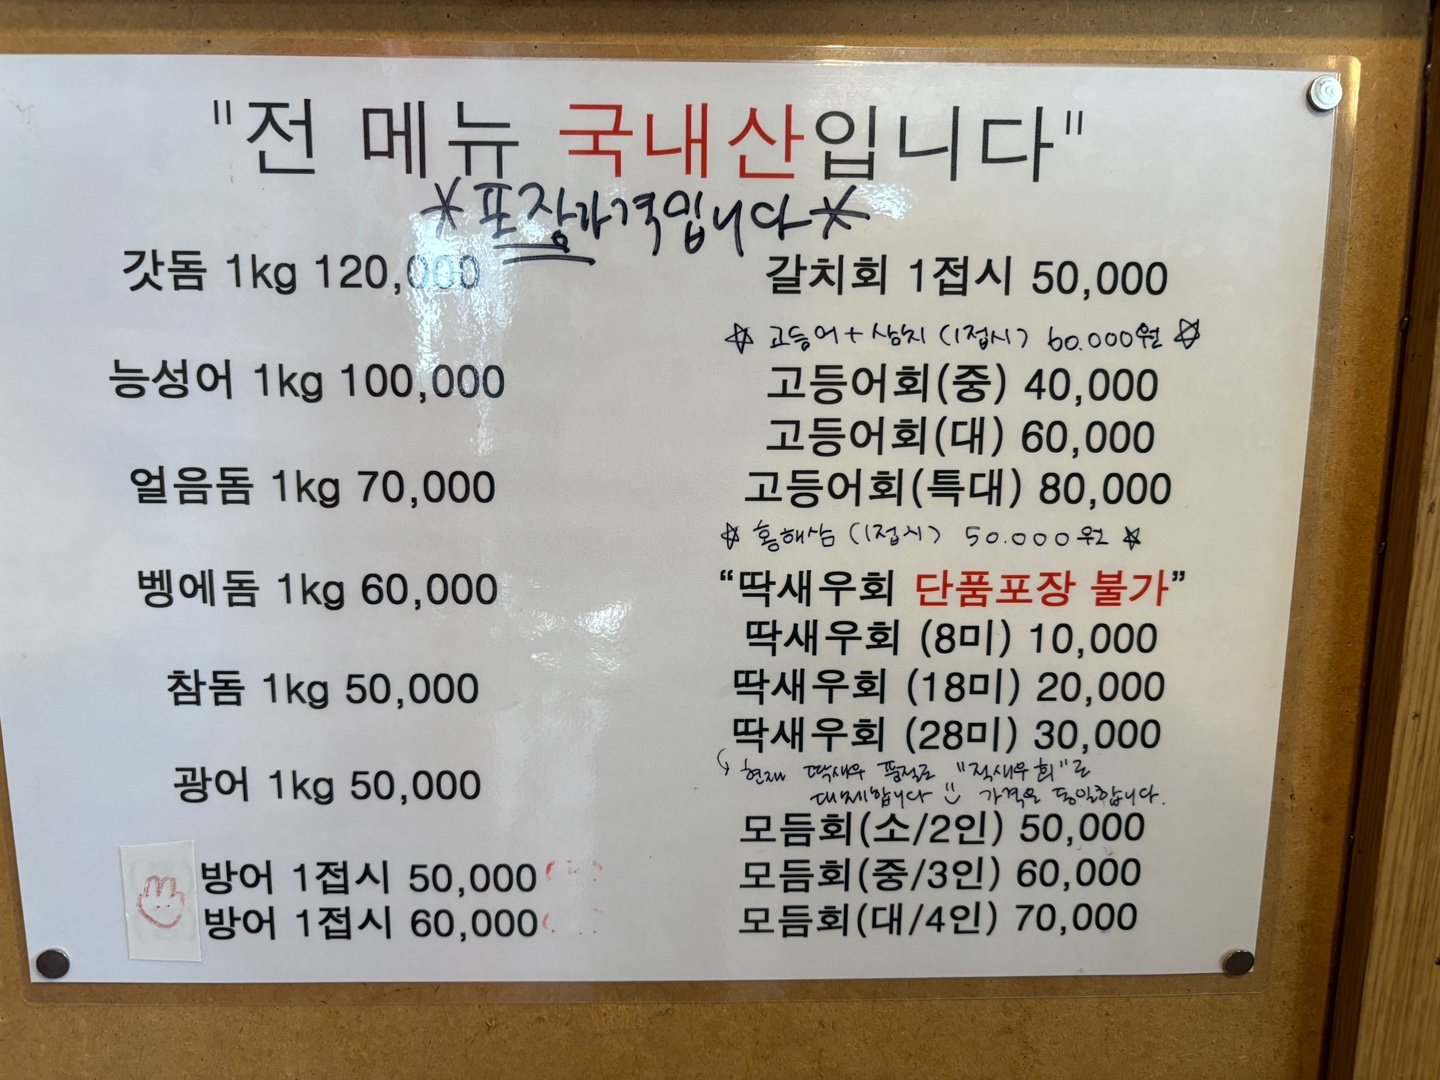 "전 메뉴 국내산입니다"
*포장가격입니다*
갓돔 1kg 120,000
능성어 1kg 100,000
얼음돔 1kg 70,000
벵에돔 1kg 60,000
참돔 1kg 50,000
광어 1kg 50,000
방어 1접시 50,000
방어 1접시 60,000
갈치회 1접시 50,000
☆ 고등어+삼치 (1접시) 60.000원 ☆
고등어회(중) 40,000
고등어회(대) 60,000
고등어회(특대) 80,000
☆ 홍해삼 (1접시) 50.000원 ☆
“딱새우회 단품포장 불가”
딱새우회 (8미) 10,000
딱새우회 (18미) 20,000
딱새우회 (28미) 30,000
현재 딱새우 품절로 "적새우회"로
대체합니다 가격은 동일합니다.
모듬회(소/2인) 50,000
모듬회(중/3인) 60,000
모듬회(대/4인) 70,000